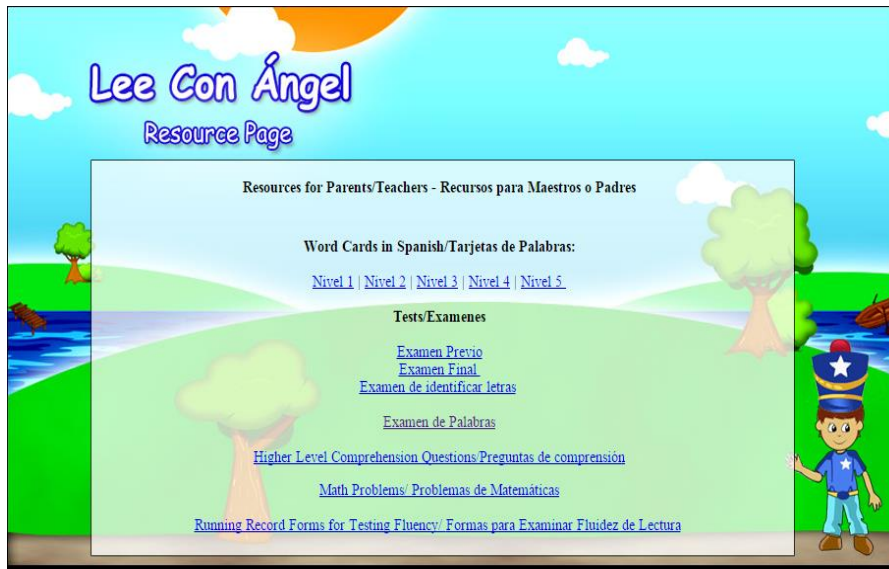 Lee Con Ángel
Resource Page
Resources for Parents/Teachers - Recursos para Maestros o Padres
Word Cards in Spanish/Tarjetas de Palabras:
Nivel 1 | Nivel 2 | Nivel 3 | Nivel 4 | Nivel 5
Tests/Examenes
Examen Previo
Examen Final
Examen de identificar letras
Examen de Palabras
Higher Level Comprehension Questions/Preguntas de comprensión
Math Problems/ Problemas de Matemáticas
Running Record Forms for Testing Fluency/ Formas para Examinar Fluidez de Lectura